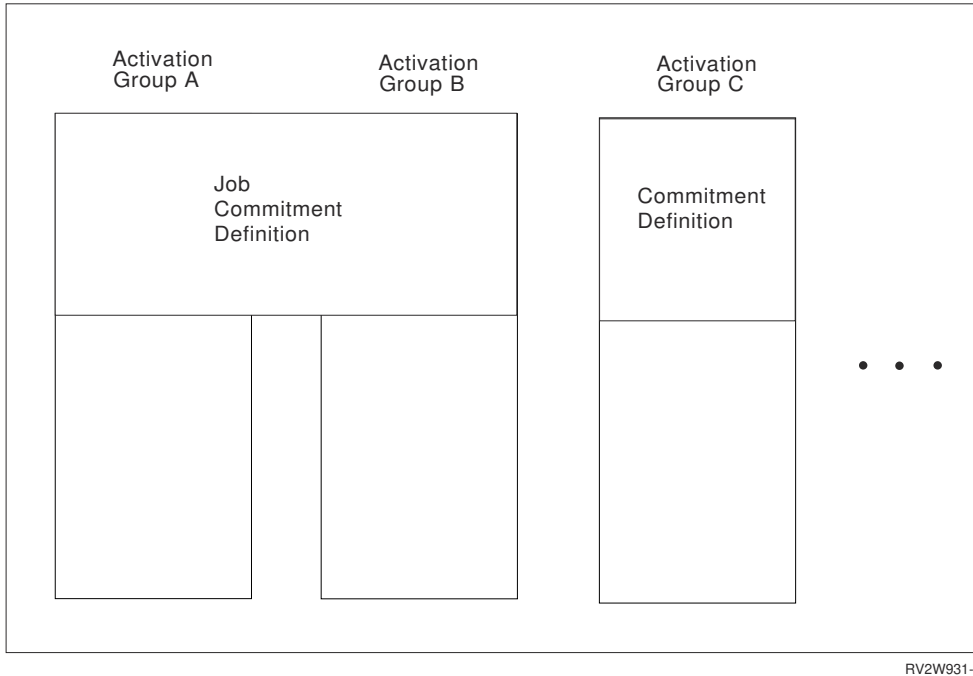 Activation
Group A
Activation
Group B
Activation
Group C
Job
Commitment
Definition
Commitment
Definition
RV2W931-